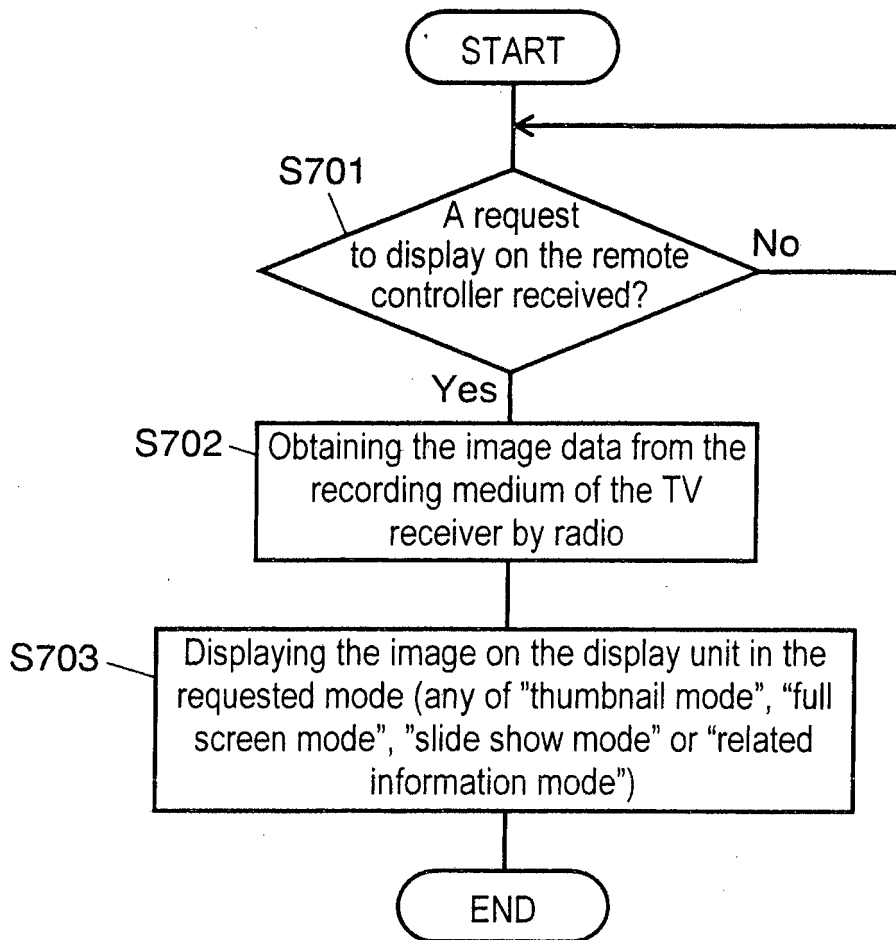 START
S701
A request
to display on the remote
controller received?
No
Yes
S702
Obtaining the image data from the
recording medium of the TV
receiver by radio
S703
Displaying the image on the display unit in the
requested mode (any of ”thumbnail mode”, “full
screen mode”, ”slide show mode” or “related
information mode”)
END